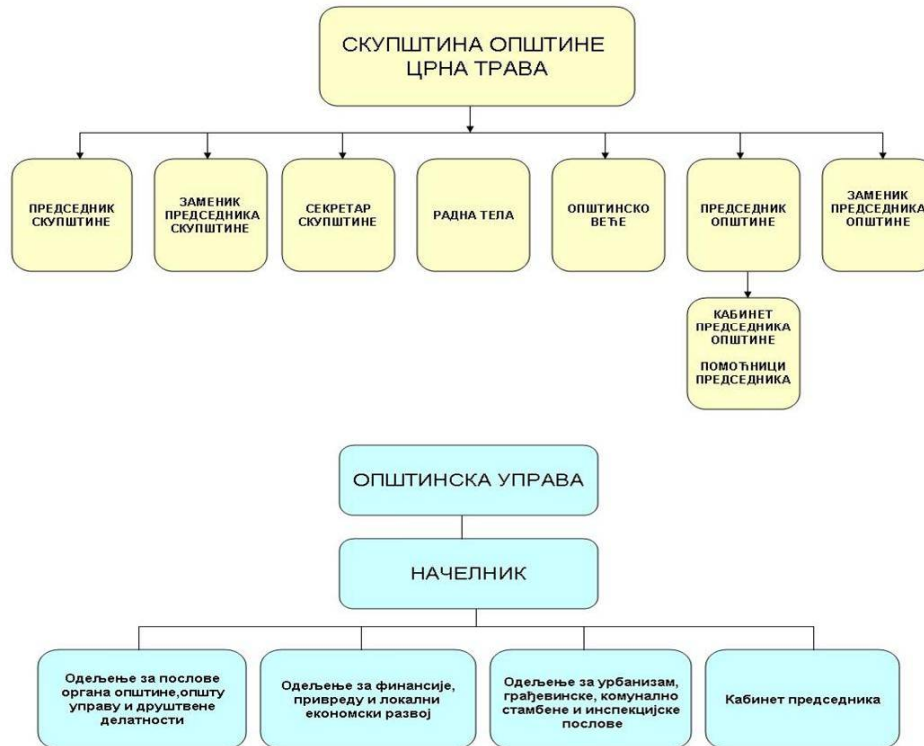 СКУПШТИНА ОПШТИНЕ
ЦРНА ТРАВА
ПРЕДСЕДНИК
СКУПШТИНЕ
ЗАМЕНИК
ПРЕДСЕДНИКА
СКУПШТИНЕ
СЕКРЕТАР
СКУПШТИНЕ
РАДНА ТЕЛА
ОПШТИНСКО
ВЕЋЕ
ПРЕДСЕДНИК
ОПШТИНЕ
ЗАМЕНИК
ПРЕДСЕДНИКА
ОПШТИНЕ
КАБИНЕТ
ПРЕДСЕДНИКА
ОПШТИНЕ
ПОМОЋНИЦИ
ПРЕДСЕДНИКА
ОПШТИНСКА УПРАВА
НАЧЕЛНИК
Одељење за послове
органа општине,општу
управу и друштвене
делатности
Одељење за финансије,
привреду и локални
економски развој
Одељење за урбанизам,
грађевинске, комунално
стамбене и инспекцијске
послове
Кабинет председника